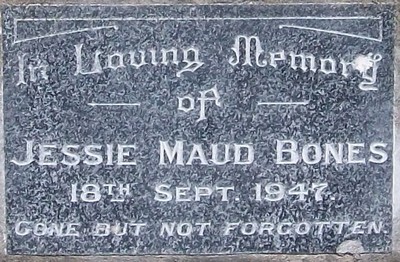 In Loving Memory
of
JESSIE MAUD BONES
18TH SEPT. 1947.
GONE BUT NOT FORGOTTEN.